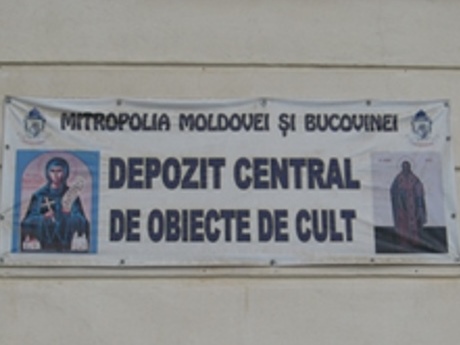 MITROPOLIA MOLDOVEI ȘI BUCOVINEI
DEPOZIT CENTRAL
DE OBIECTE DE CULT